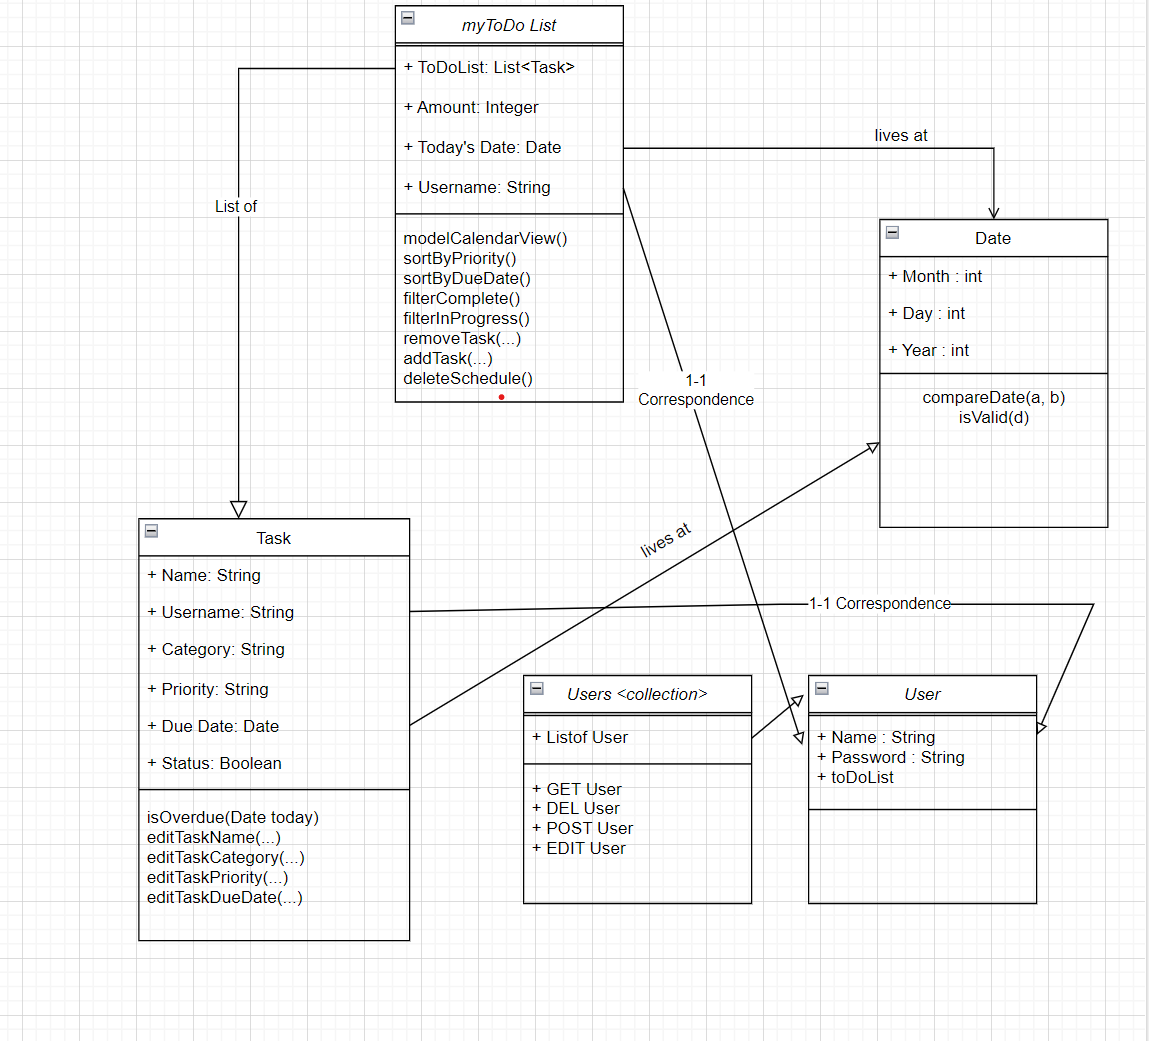 myToDo List
+ ToDoList: List<Task>
+ Amount: Integer
+ Today's Date: Date
+ Username: String
modelCalendarView()
sortByPriority()
sortByDueDate()
filterComplete()
filterInProgress()
removeTask(...)
addTask(...)
deleteSchedule()
lives at
List of
Date
+ Month : int
+ Day : int
+ Year : int
compareDate(a, b)
isValid(d)
1-1
Correspondence
lives at
Task
+ Name: String
+ Username: String
+ Category: String
+ Priority: String
+ Due Date: Date
+ Status: Boolean
isOverdue(Date today)
editTaskName(...)
editTaskCategory(...)
editTaskPriority(...)
editTaskDueDate(...)
1-1 Correspondence
Users <collection>
+ Listof User
+ GET User
+ DEL User
+ POST User
+ EDIT User
User
+ Name : String
+ Password : String
+ toDoList